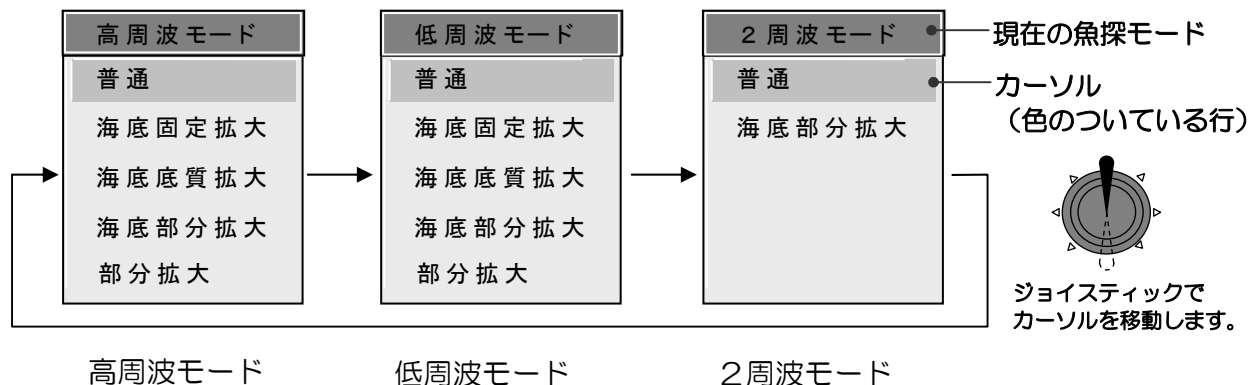 高周波モード
普通
海底固定拡大
海底底質拡大
海底部分拡大
部分拡大
低周波モード
普通
海底固定拡大
海底底質拡大
海底部分拡大
部分拡大
２周波モード
普通
海底部分拡大
現在の魚探モード
カーソル
（色のついている行）
ジョイスティックで
カーソルを移動します。
高周波モード
低周波モード
２周波モード